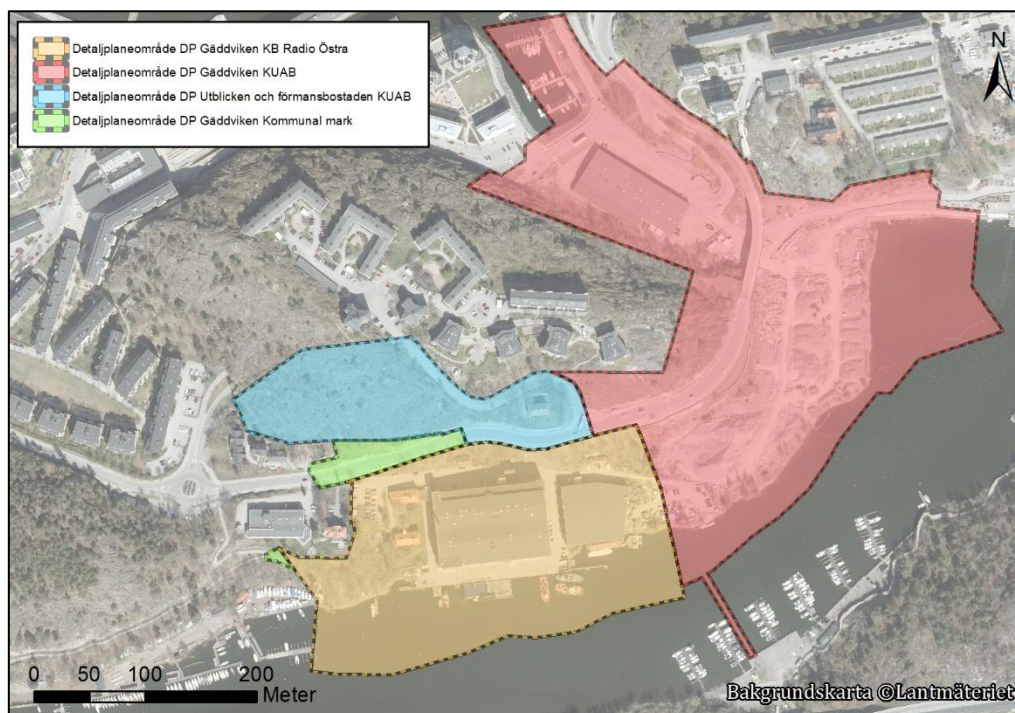 Detaljplaneområde DP Gäddviken KB Radio Östra
Detaljplaneområde DP Gäddviken KUAB
Detaljplaneområde DP Utblicken och förmansbostaden KUAB
Detaljplaneområde DP Gäddviken Kommunal mark
N
0 50 100 200
Meter
Bakgrundskarta ©Lantmäteriet